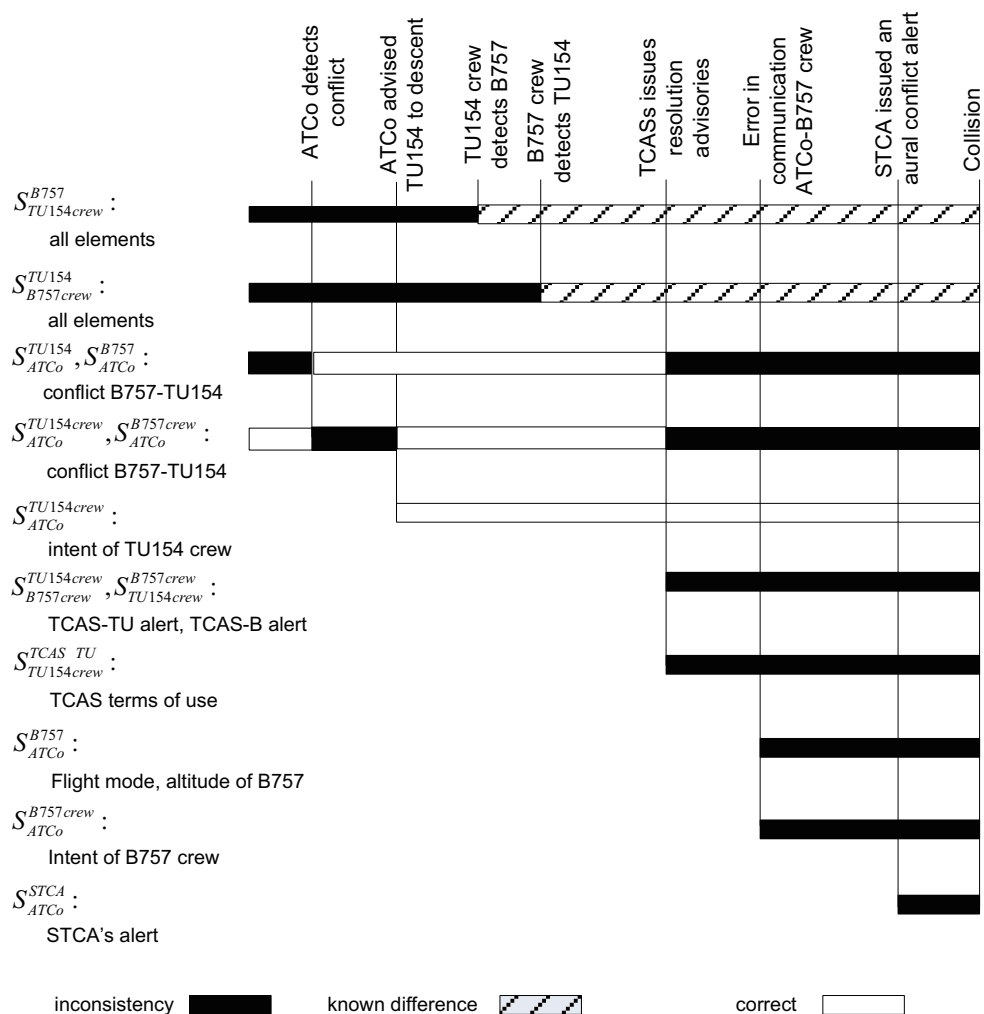 ATCo detects
conflict
ATCo advised
TU154 to descent
TU154 crew
detects B757
B757 crew
detects TU154
TCASs issues
resolution
advisories
Error in
communication
ATCo-B757 crew
STCA issued an
aural conflict alert
Collision
S^{B757}_{TU154crew} :
all elements
S^{TU154}_{B757crew} :
all elements
S^{TU154}_{ATCo} , S^{B757}_{ATCo} :
conflict B757-TU154
S^{TU154crew}_{ATCo} , S^{B757crew}_{ATCo} :
conflict B757-TU154
S^{TU154crew}_{ATCo} :
intent of TU154 crew
S^{TU154crew}_{B757crew} , S^{B757crew}_{TU154crew} :
TCAS-TU alert, TCAS-B alert
S^{TCAS TU}_{TU154crew} :
TCAS terms of use
S^{B757}_{ATCo} :
Flight mode, altitude of B757
S^{B757crew}_{ATCo} :
Intent of B757 crew
S^{STCA}_{ATCo} :
STCA's alert
inconsistency known difference correct